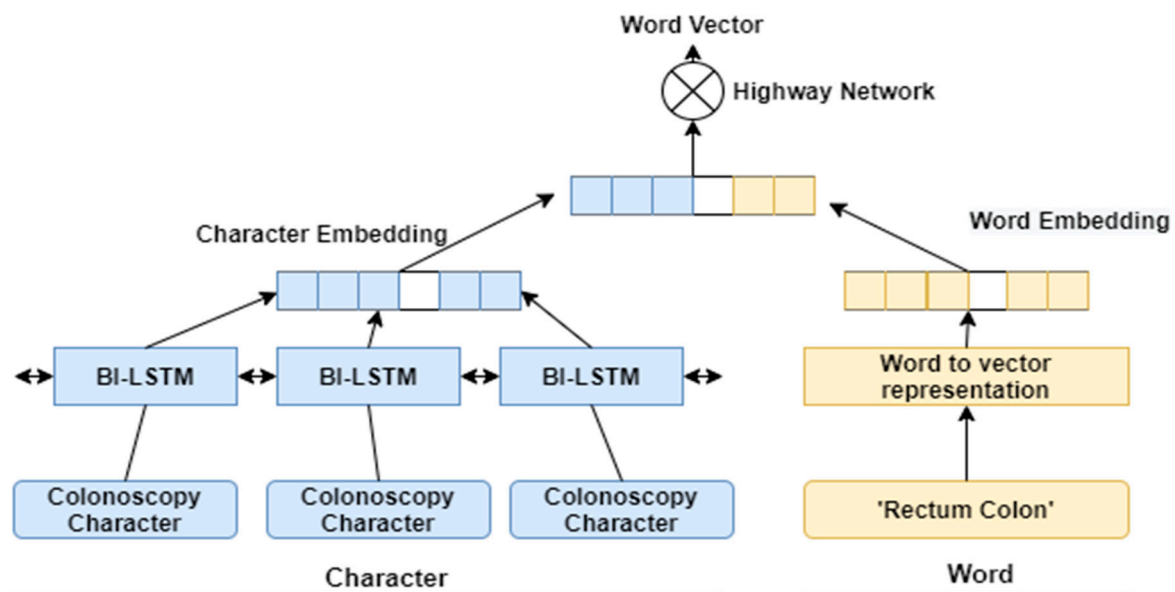 Word Vector
Highway Network
Character Embedding
Word Embedding
BI-LSTM
BI-LSTM
BI-LSTM
Word to vector
representation
Colonoscopy
Character
Colonoscopy
Character
Colonoscopy
Character
'Rectum Colon'
Character
Word